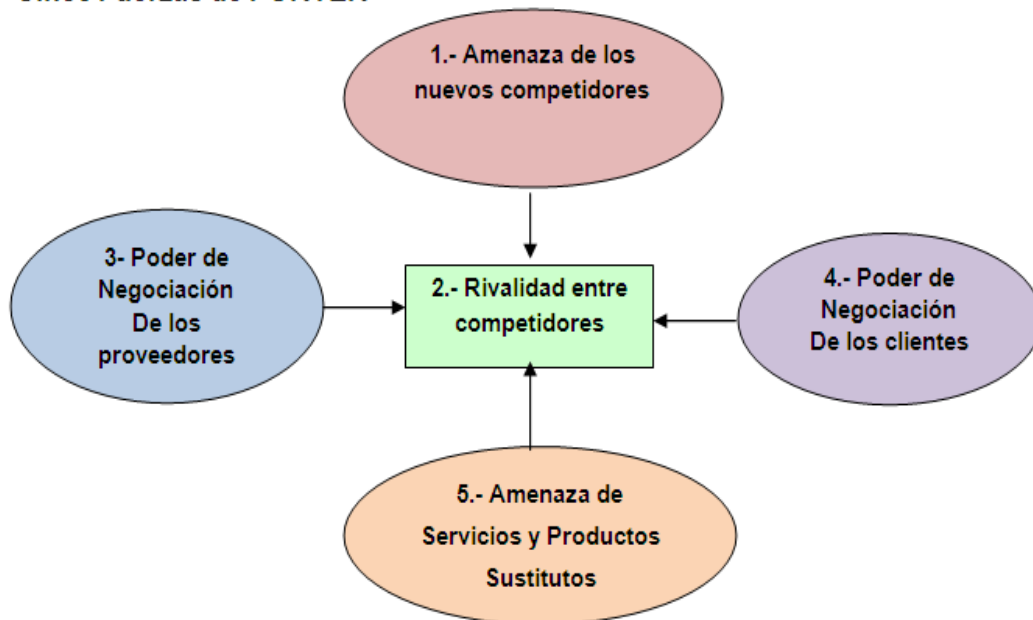 1.- Amenaza de los
nuevos competidores
3- Poder de
Negociación
De los
proveedores
2.- Rivalidad entre
competidores
4.- Poder de
Negociación
De los clientes
5.- Amenaza de
Servicios y Productos
Sustitutos